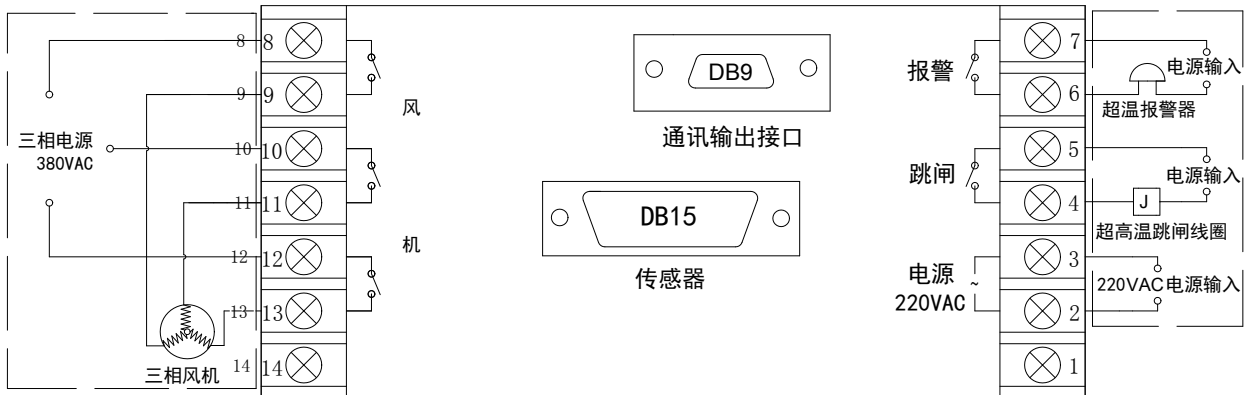 8 8 7
电源输入
报警
DB9
9 9 6
风
超温报警器
通讯输出接口
三相电源
380VAC
10 10 5
跳闸
电源输入
11 11 4
J
DB15
超高温跳闸线圈
机
12 12 3
传感器
电源
220VAC
~
220VAC电源输入
13 13 2
三相风机
14 14 1